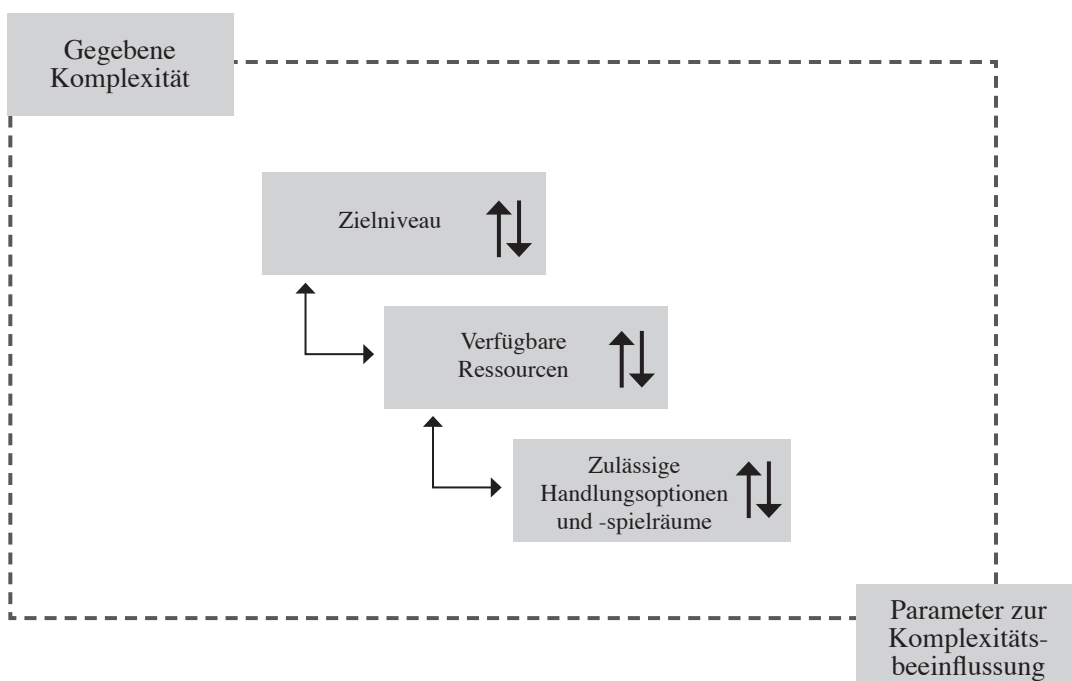 Gegebene
Komplexität
Zielniveau
Verfügbare
Ressourcen
Zulässige
Handlungsoptionen
und -spielräume
Parameter zur
Komplexitäts-
beeinflussung